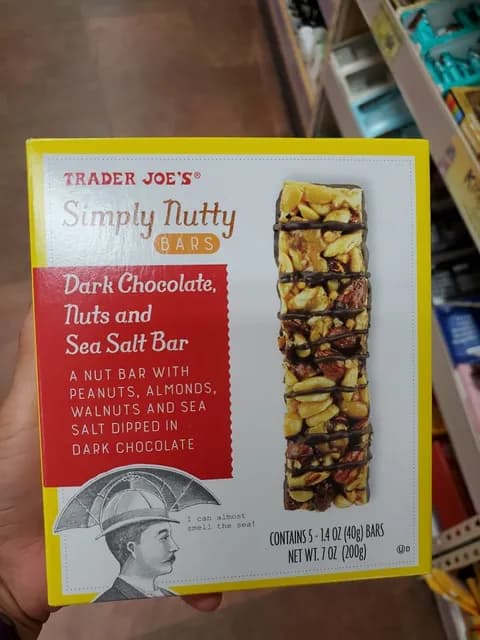 TRADER JOE'S®
Simply Nutty
BARS
Dark Chocolate,
Nuts and
Sea Salt Bar
A NUT BAR WITH
PEANUTS, ALMONDS,
WALNUTS AND SEA
SALT DIPPED IN
DARK CHOCOLATE
I can almost
smell the sea!
CONTAINS 5 - 1.4 OZ (40g) BARS
NET WT. 7 OZ (200g)
U D